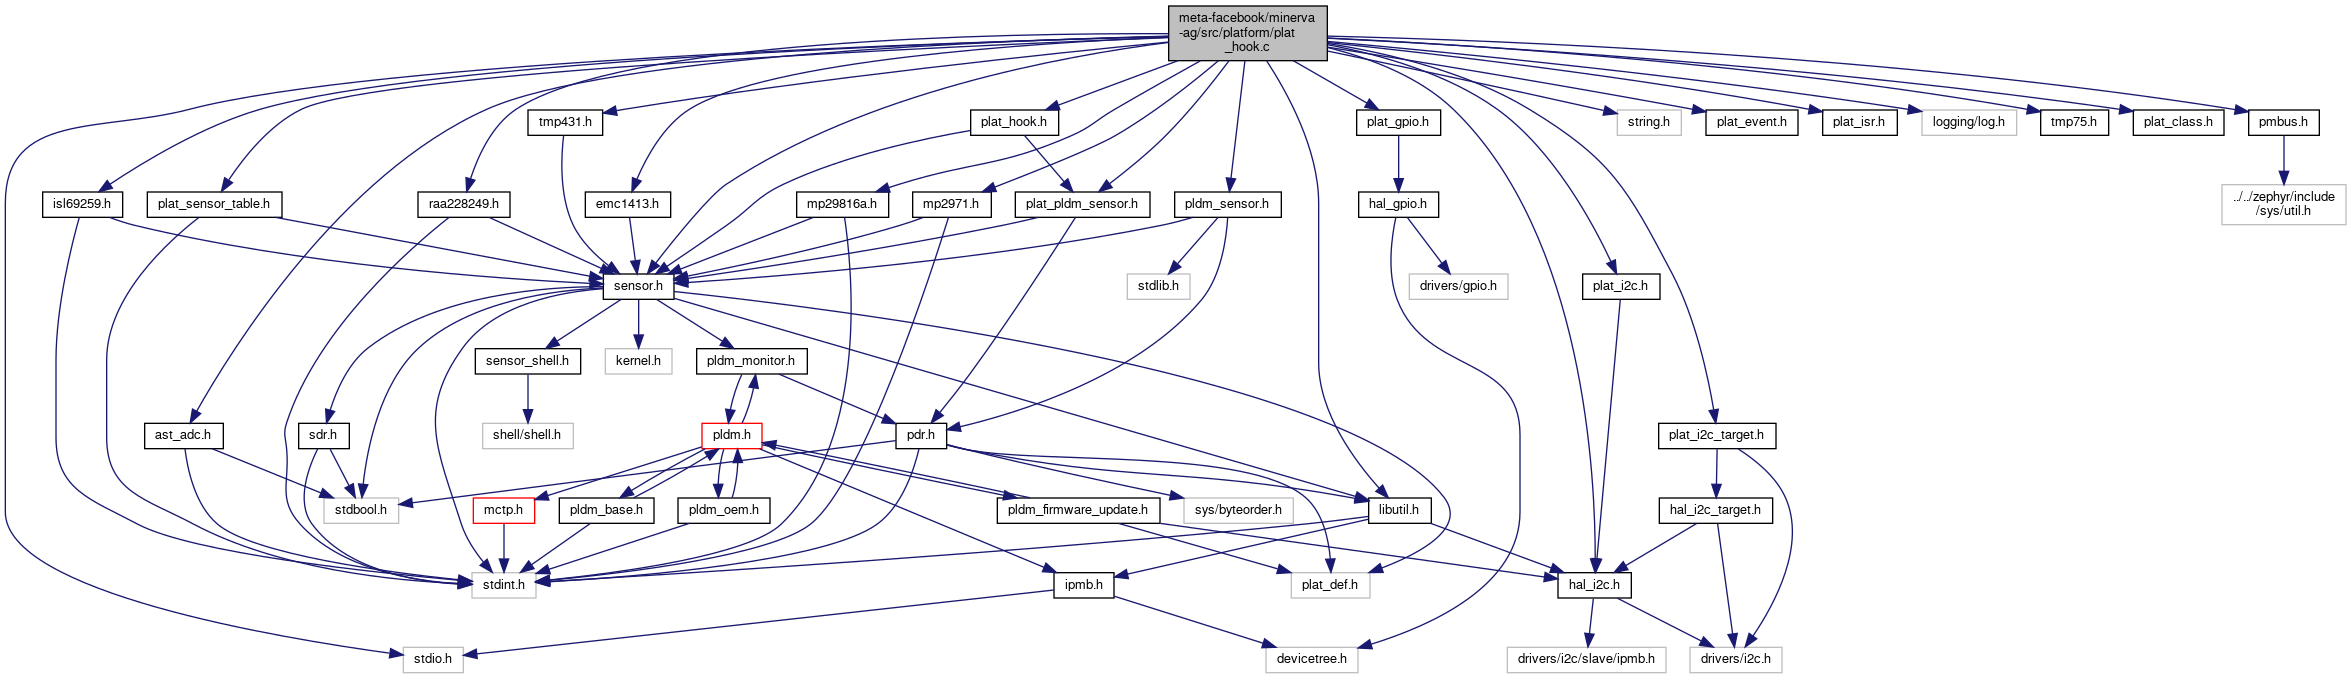 meta-facebook/minerva
-ag/src/platform/plat
_hook.c
tmp431.h
plat_hook.h
plat_gpio.h
string.h
plat_event.h
plat_isr.h
logging/log.h
tmp75.h
plat_class.h
pmbus.h
isl69259.h
plat_sensor_table.h
raa228249.h
emc1413.h
mp29816a.h
mp2971.h
plat_pldm_sensor.h
pldm_sensor.h
hal_gpio.h
../../zephyr/include
/sys/util.h
sensor.h
stdlib.h
drivers/gpio.h
plat_i2c.h
sensor_shell.h
kernel.h
pldm_monitor.h
ast_adc.h
sdr.h
shell/shell.h
pldm.h
pdr.h
plat_i2c_target.h
stdbool.h
mctp.h
pldm_base.h
pldm_oem.h
pldm_firmware_update.h
sys/byteorder.h
libutil.h
hal_i2c_target.h
stdint.h
ipmb.h
plat_def.h
hal_i2c.h
stdio.h
devicetree.h
drivers/i2c/slave/ipmb.h
drivers/i2c.h